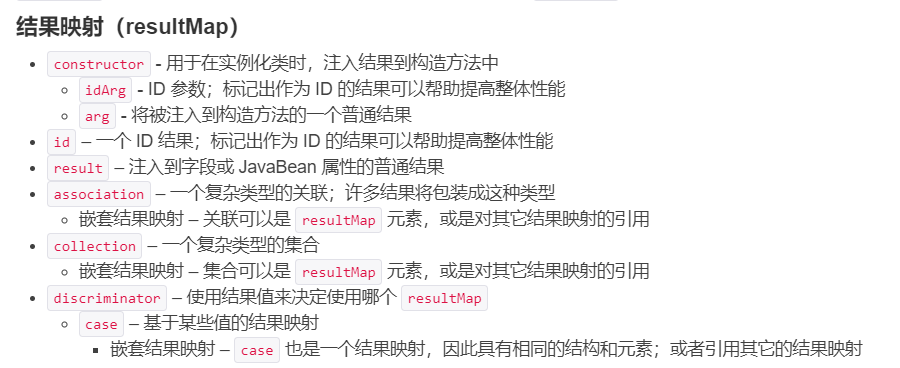 结果映射（resultMap）
constructor - 用于在实例化类时，注入结果到构造方法中
idArg - ID 参数；标记出作为 ID 的结果可以帮助提高整体性能
arg - 将被注入到构造方法的一个普通结果
id – 一个 ID 结果；标记出作为 ID 的结果可以帮助提高整体性能
result – 注入到字段或 JavaBean 属性的普通结果
association – 一个复杂类型的关联；许多结果将包装成这种类型
嵌套结果映射 – 关联可以是 resultMap 元素，或是对其它结果映射的引用
collection – 一个复杂类型的集合
嵌套结果映射 – 集合可以是 resultMap 元素，或是对其它结果映射的引用
discriminator – 使用结果值来决定使用哪个 resultMap
case – 基于某些值的结果映射
嵌套结果映射 – case 也是一个结果映射，因此具有相同的结构和元素；或者引用其它的结果映射